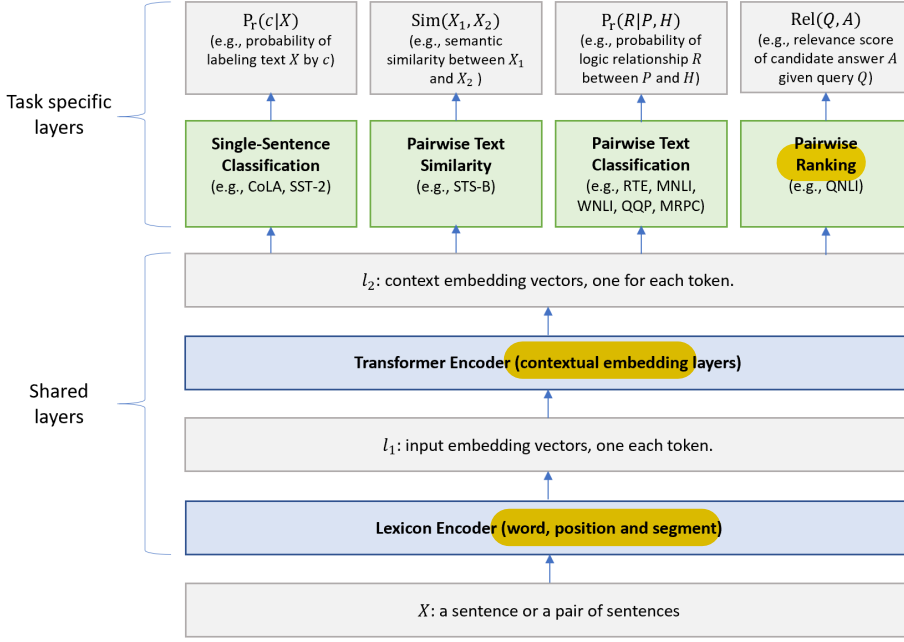 Pr(c|X)
(e.g., probability of
labeling text X by c)
Sim(X1, X2)
(e.g., semantic
similarity between X1
and X2 )
Pr(R|P, H)
(e.g., probability of
logic relationship R
between P and H)
Rel(Q, A)
(e.g., relevance score
of candidate answer A
given query Q)
Task specific
layers
Single-Sentence
Classification
(e.g., CoLA, SST-2)
Pairwise Text
Similarity
(e.g., STS-B)
Pairwise Text
Classification
(e.g., RTE, MNLI,
WNLI, QQP, MRPC)
Pairwise
Ranking
(e.g., QNLI)
l2: context embedding vectors, one for each token.
Transformer Encoder (contextual embedding layers)
Shared
layers
l1: input embedding vectors, one each token.
Lexicon Encoder (word, position and segment)
X: a sentence or a pair of sentences